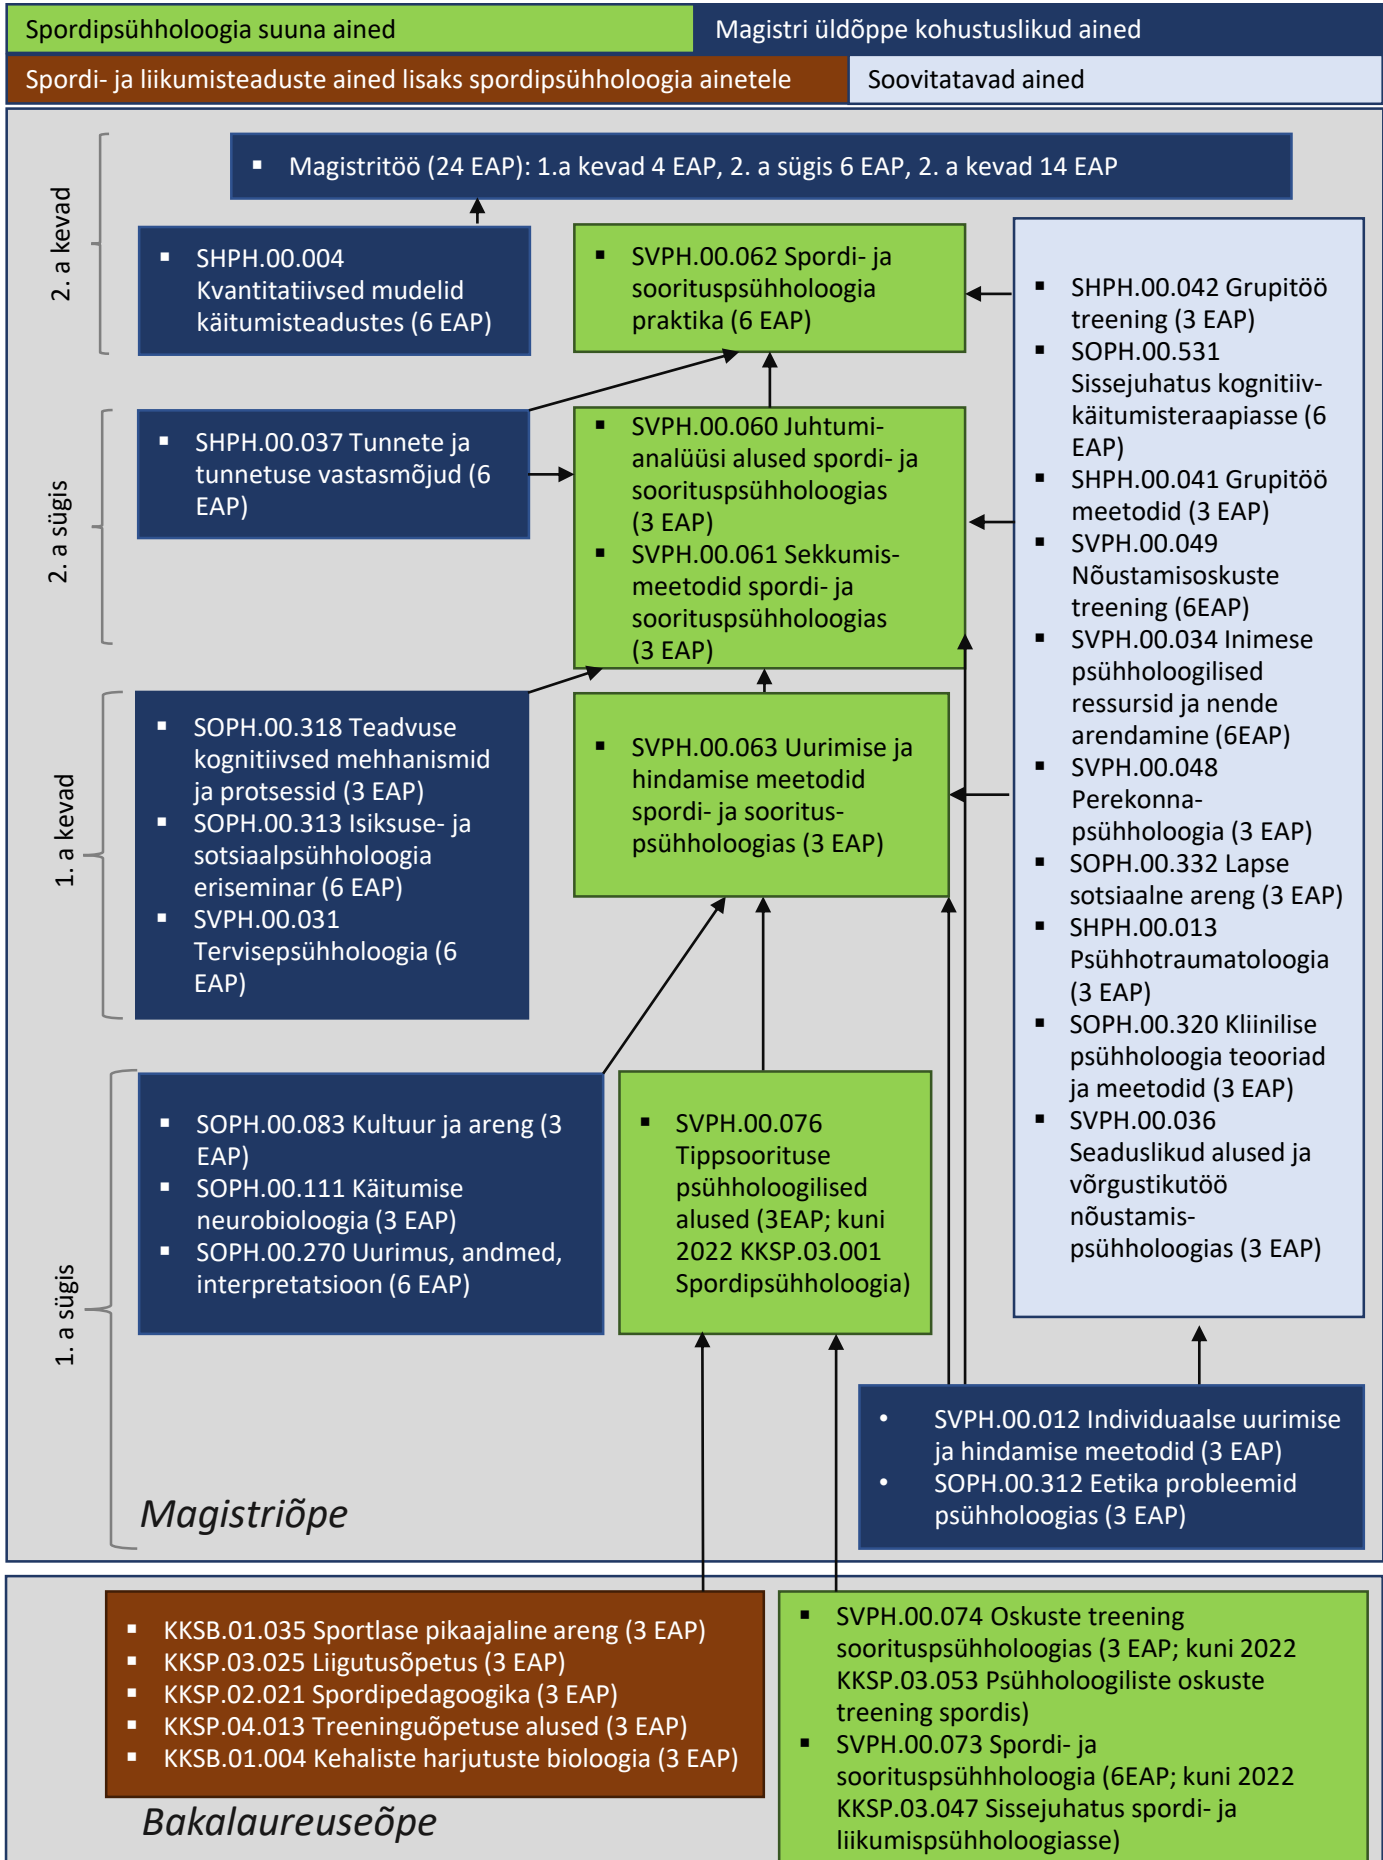 Spordipsühholoogia suuna ained
Magistri üldõppe kohustuslikud ained
Spordi- ja liikumisteaduste ained lisaks spordipsühholoogia ainetele
Soovitatavad ained
2. a kevad
▪ Magistritöö (24 EAP): 1.a kevad 4 EAP, 2. a sügis 6 EAP, 2. a kevad 14 EAP
▪ SHPH.00.004
Kvantitatiivsed mudelid
käitumisteadustes (6 EAP)
▪ SVPH.00.062 Spordi- ja
soorituspsühholoogia
praktika (6 EAP)
▪ SHPH.00.042 Grupitöö
treening (3 EAP)
▪ SOPH.00.531
Sissejuhatus kognitiiv-
käitumisteraapiasse (6
EAP)
▪ SHPH.00.041 Grupitöö
meetodid (3 EAP)
▪ SVPH.00.049
Nõustamisoskuste
treening (6EAP)
▪ SVPH.00.034 Inimese
psühholoogilised
ressursid ja nende
arendamine (6EAP)
▪ SVPH.00.048
Perekonna-
psühholoogia (3 EAP)
▪ SOPH.00.332 Lapse
sotsiaalne areng (3 EAP)
▪ SHPH.00.013
Psühhotraumatoloogia
(3 EAP)
▪ SOPH.00.320 Kliinilise
psühholoogia teooriad
ja meetodid (3 EAP)
▪ SVPH.00.036
Seaduslikud alused ja
võrgustikutöö
nõustamis-
psühholoogias (3 EAP)
2. a sügis
▪ SHPH.00.037 Tunnete ja
tunnetuse vastasmõjud (6
EAP)
▪ SVPH.00.060 Juhtumi-
analüüsi alused spordi- ja
soorituspsühholoogias
(3 EAP)
▪ SVPH.00.061 Sekkumis-
meetodid spordi- ja
soorituspsühholoogias
(3 EAP)
1. a kevad
▪ SOPH.00.318 Teadvuse
kognitiivsed mehhanismid
ja protsessid (3 EAP)
▪ SOPH.00.313 Isiksuse- ja
sotsiaalpsühholoogia
eriseminar (6 EAP)
▪ SVPH.00.031
Tervisepsühholoogia (6
EAP)
▪ SVPH.00.063 Uurimise ja
hindamise meetodid
spordi- ja sooritus-
psühholoogias (3 EAP)
1. a sügis
▪ SOPH.00.083 Kultuur ja areng (3
EAP)
▪ SOPH.00.111 Käitumise
neurobioloogia (3 EAP)
▪ SOPH.00.270 Uurimus, andmed,
interpretatsioon (6 EAP)
▪ SVPH.00.076
Tippsoorituse
psühholoogilised
alused (3EAP; kuni
2022 KKSP.03.001
Spordipsühholoogia)
• SVPH.00.012 Individuaalse uurimise
ja hindamise meetodid (3 EAP)
• SOPH.00.312 Eetika probleemid
psühholoogias (3 EAP)
Magistriõpe
▪ KKSB.01.035 Sportlase pikaajaline areng (3 EAP)
▪ KKSP.03.025 Liigutusõpetus (3 EAP)
▪ KKSP.02.021 Spordipedagoogika (3 EAP)
▪ KKSP.04.013 Treeninguõpetuse alused (3 EAP)
▪ KKSB.01.004 Kehaliste harjutuste bioloogia (3 EAP)
▪ SVPH.00.074 Oskuste treening
soorituspsühholoogias (3 EAP; kuni 2022
KKSP.03.053 Psühholoogiliste oskuste
treening spordis)
▪ SVPH.00.073 Spordi- ja
sooritуspsühhholoogia (6EAP; kuni 2022
KKSP.03.047 Sissejuhatus spordi- ja
liikumispsühholoogiasse)
Bakalaureuseõpe